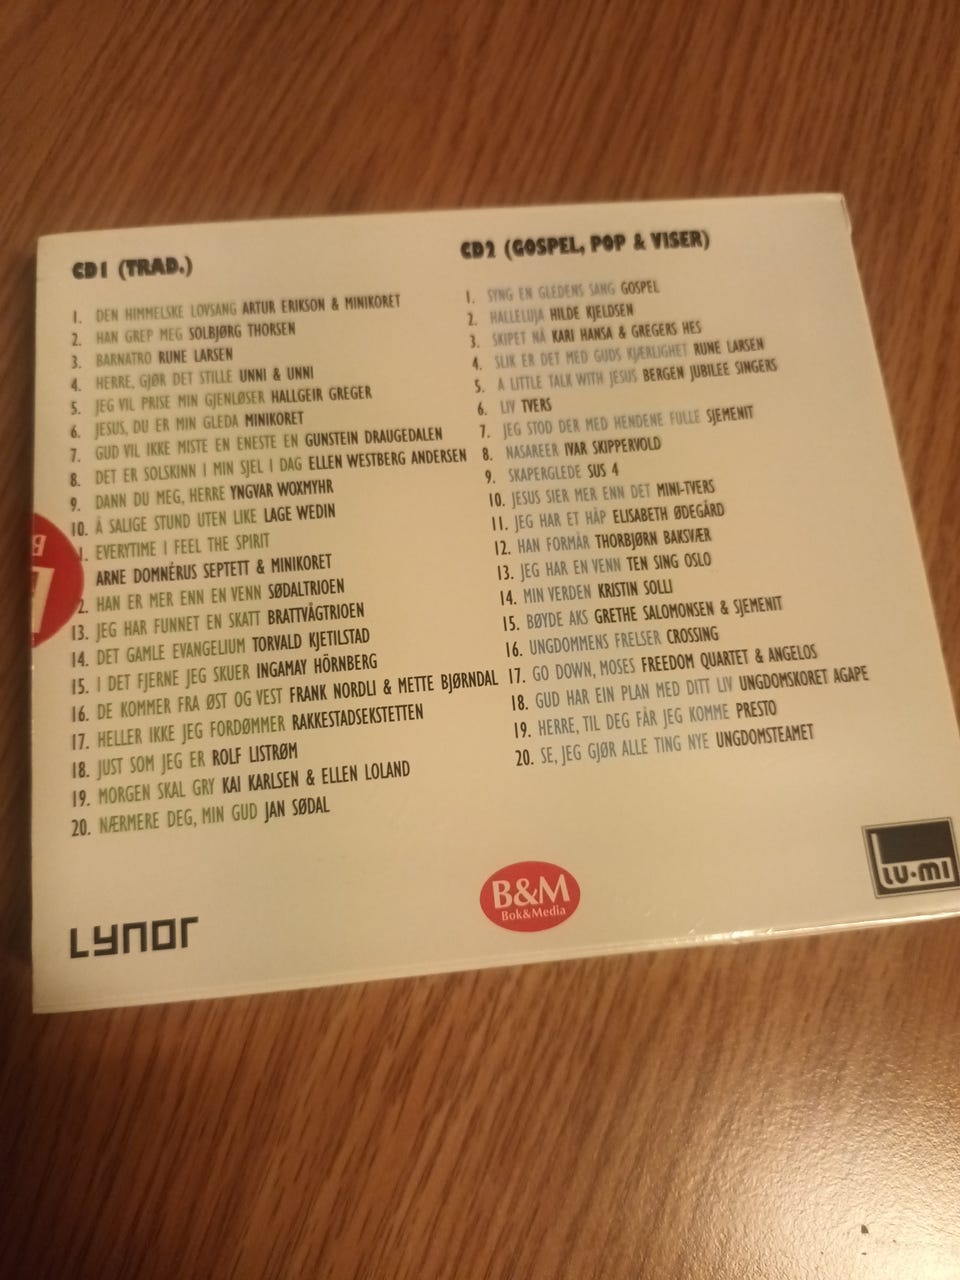 CD1 (TRAD.)
1. DEN HIMMELSKE LOVSANG ARTUR ERIKSON & MINIKORET
2. HAN GREP MEG SOLBJØRG THORSEN
3. BARNATRO RUNE LARSEN
4. HERRE, GJØR DET STILLE UNNI & UNNI
5. JEG VIL PRISE MIN GJENLØSER HALLGEIR GREGER
6. JESUS, DU ER MIN GLEDA MINIKORET
7. GUD VIL IKKE MISTE EN ENESTE EN GUNSTEIN DRAUGEDALEN
8. DET ER SOLSKINN I MIN SJEL I DAG ELLEN WESTBERG ANDERSEN
9. DANN DU MEG, HERRE YNGVAR WOXMYHR
10. Å SALIGE STUND UTEN LIKE LAGE WEDIN
1. EVERYTIME I FEEL THE SPIRIT
ARNE DOMNÉRUS SEPTETT & MINIKORET
2. HAN ER MER ENN EN VENN SØDALTRIOEN
13. JEG HAR FUNNET EN SKATT BRATTVÅGTRIOEN
14. DET GAMLE EVANGELIUM TORVALD KJETILSTAD
15. I DET FJERNE JEG SKUER INGAMAY HÖRNBERG
16. DE KOMMER FRA ØST OG VEST FRANK NORDLI & METTE BJØRNDAL
17. HELLER IKKE JEG FORDØMMER RAKKESTADSEKSTETTEN
18. JUST SOM JEG ER ROLF LISTRØM
19. MORGEN SKAL GRY KAI KARLSEN & ELLEN LOLAND
20. NÆRMERE DEG, MIN GUD JAN SØDAL
CD2 (GOSPEL, POP & VISER)
1. SYNG EN GLEDENS SANG GOSPEL
2. HALLELUJA HILDE KJELDSEN
3. SKIPET NÅ KARI HANSA & GREGERS HES
4. SLIK ER DET MED GUDS KJÆRLIGHET RUNE LARSEN
5. A LITTLE TALK WITH JESUS BERGEN JUBILEE SINGERS
6. LIV TVERS
7. JEG STOD DER MED HENDENE FULLE SJEMENIT
8. NASAREER IVAR SKIPPERVOLD
9. SKAPERGLEDE SUS 4
10. JESUS SIER MER ENN DET MINI-TVERS
11. JEG HAR ET HÅP ELISABETH ØDEGÅRD
12. HAN FORMÅR THORBJØRN BAKSVÆR
13. JEG HAR EN VENN TEN SING OSLO
14. MIN VERDEN KRISTIN SOLLI
15. BØYDE AKS GRETHE SALOMONSEN & SJEMENIT
16. UNGDOMMENS FRELSER CROSSING
17. GO DOWN, MOSES FREEDOM QUARTET & ANGELOS
18. GUD HAR EIN PLAN MED DITT LIV UNGDOMSKORET AGAPE
19. HERRE, TIL DEG FÅR JEG KOMME PRESTO
20. SE, JEG GJØR ALLE TING NYE UNGDOMSTEAMET
LYNOR
B&M
Bok&Media
LU-MI